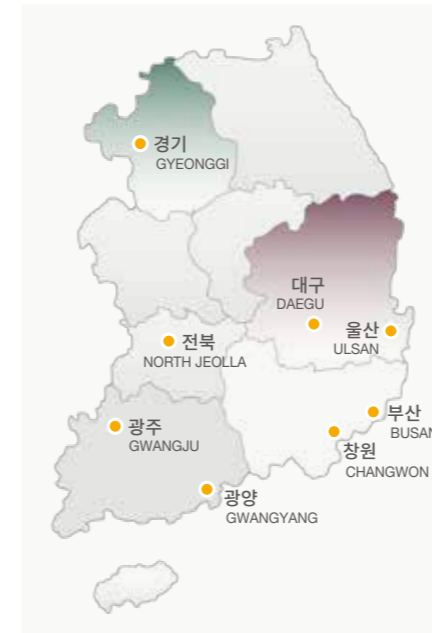 경기
GYEONGGI
대구
DAEGU
울산
ULSAN
전북
NORTH JEOLLA
부산
BUSAN
광주
GWANGJU
창원
CHANGWON
광양
GWANGYANG